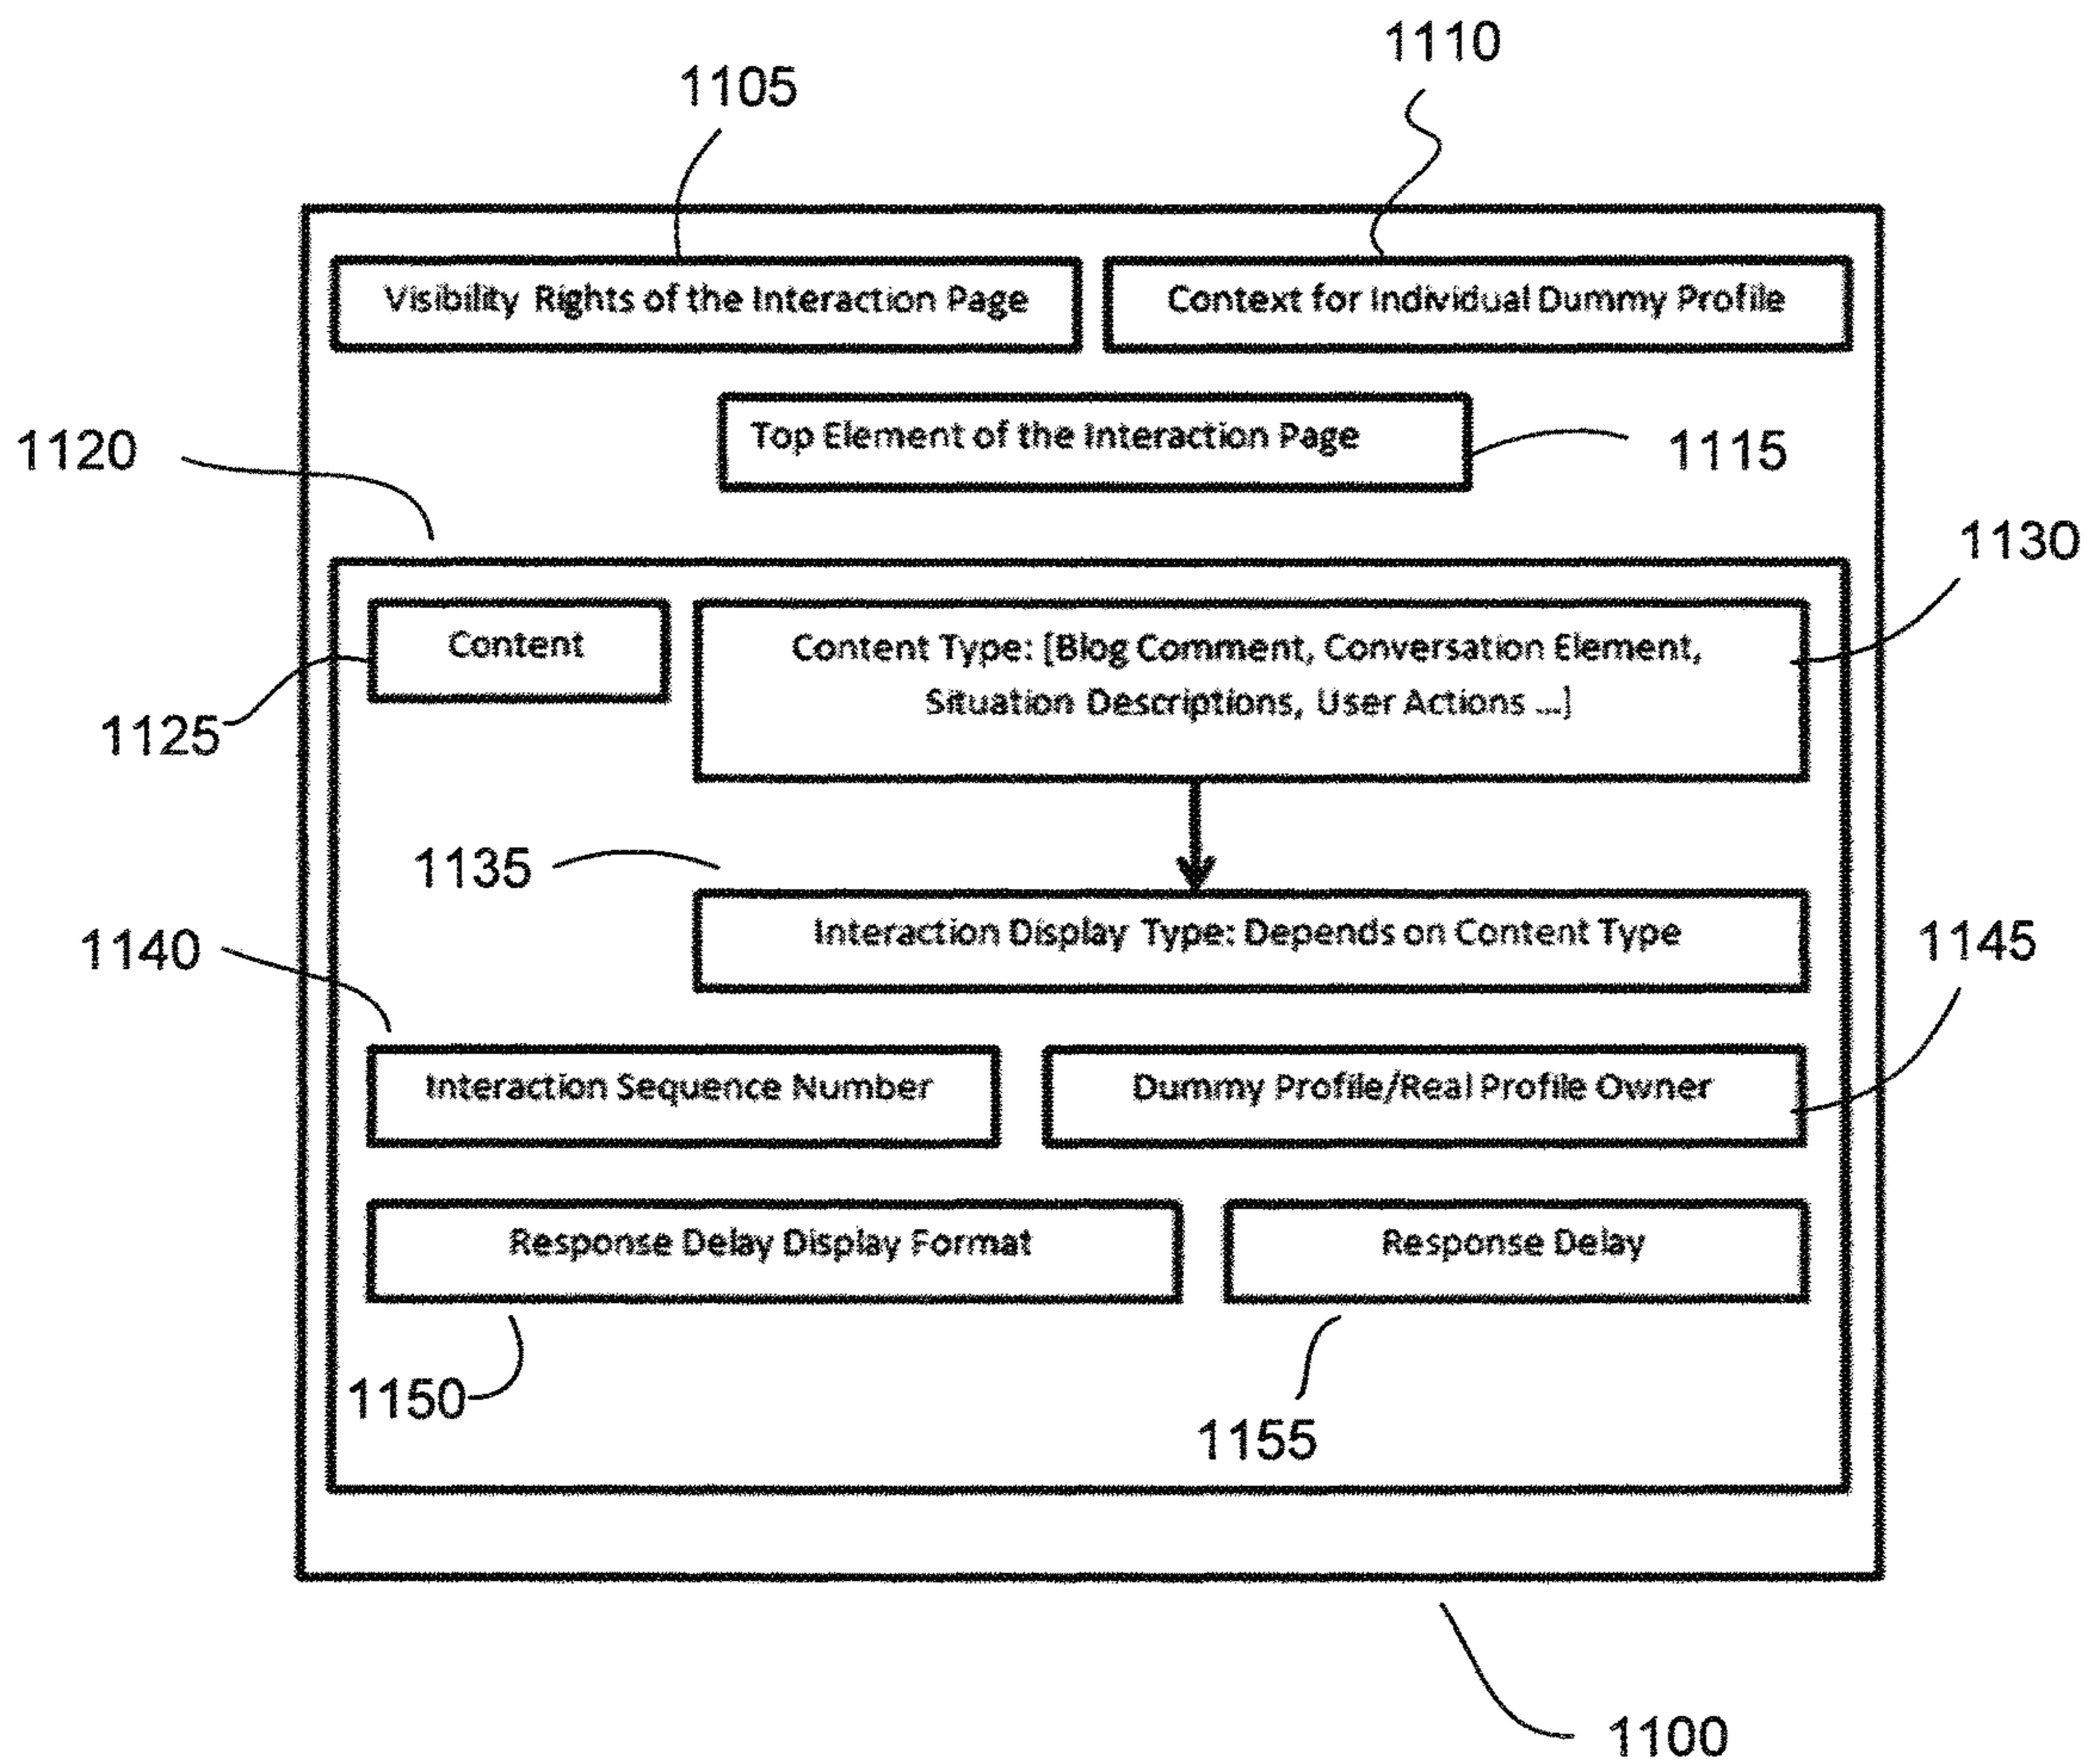 1110
1105
Visibility Rights of the Interaction Page
Context for Individual Dummy Profile
Top Element of the Interaction Page
1115
1120
1130
Content
Content Type: [Blog Comment, Conversation Element,
Situation Descriptions, User Actions ...]
1125
1135
Interaction Display Type: Depends on Content Type
1140
1145
Interaction Sequence Number
Dummy Profile/Real Profile Owner
Response Delay Display Format
Response Delay
1150
1155
1100